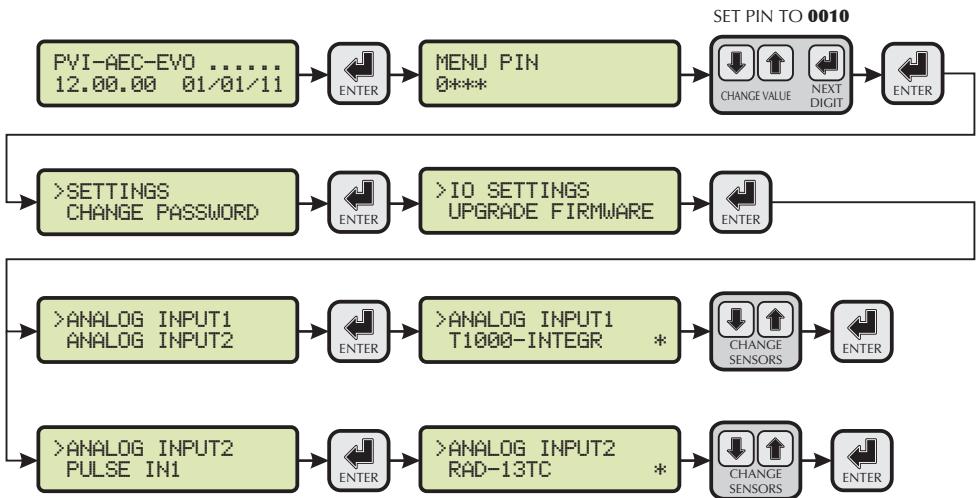 SET PIN TO 0010
PVI-AEC-EVO ......
12.00.00 01/01/11
ENTER
MENU PIN
0***
CHANGE VALUE
NEXT
DIGIT
ENTER
>SETTINGS
CHANGE PASSWORD
ENTER
>IO SETTINGS
UPGRADE FIRMWARE
ENTER
>ANALOG INPUT1
ANALOG INPUT2
ENTER
>ANALOG INPUT1
T1000-INTEGR *
CHANGE
SENSORS
ENTER
>ANALOG INPUT2
PULSE IN1
ENTER
>ANALOG INPUT2
RAD-13TC *
CHANGE
SENSORS
ENTER